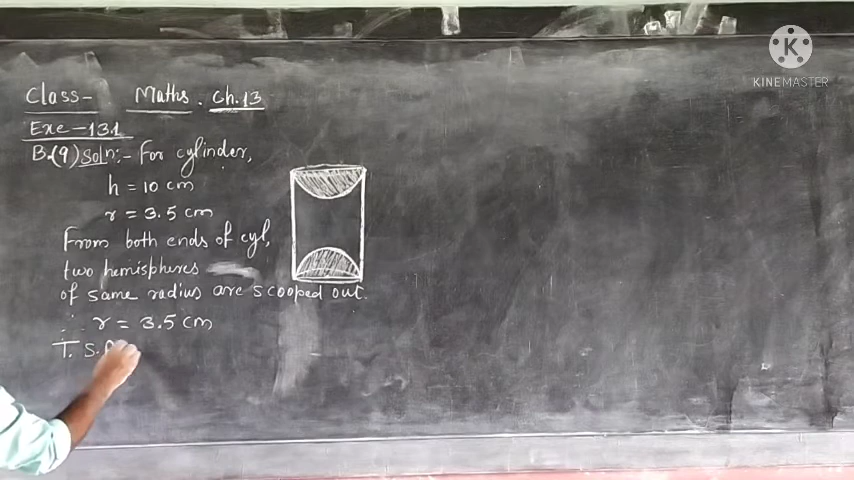 Class- Maths. Ch.13
Exe-13.1
B.(9) Soln:- For cylinder,
h = 10 cm
r = 3.5 cm
From both ends of cyl,
two hemispheres
of same radius are scooped out.
∴ r = 3.5 cm
T. S.A
K
KINEMASTER